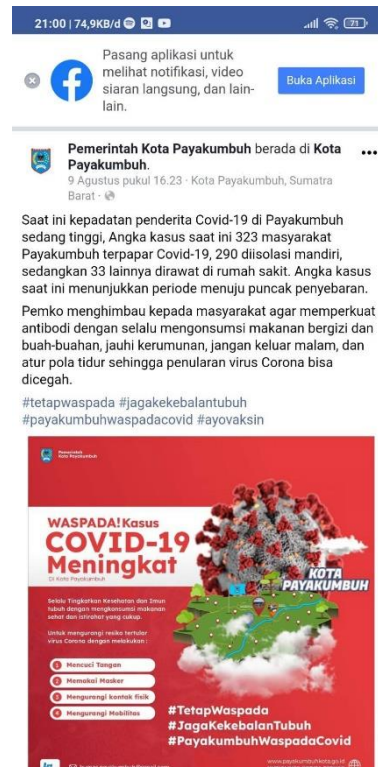 21:00 | 74,9KB/d
71
Pasang aplikasi untuk
melihat notifikasi, video
siaran langsung, dan lain-
lain.
Buka Aplikasi
Pemerintah Kota Payakumbuh berada di Kota
Payakumbuh.
9 Agustus pukul 16.23 · Kota Payakumbuh, Sumatra
Barat ·
Saat ini kepadatan penderita Covid-19 di Payakumbuh
sedang tinggi, Angka kasus saat ini 323 masyarakat
Payakumbuh terpapar Covid-19, 290 diisolasi mandiri,
sedangkan 33 lainnya dirawat di rumah sakit. Angka kasus
saat ini menunjukkan periode menuju puncak penyebaran.
Pemko menghimbau kepada masyarakat agar memperkuat
antibodi dengan selalu mengonsumsi makanan bergizi dan
buah-buahan, jauhi kerumunan, jangan keluar malam, dan
atur pola tidur sehingga penularan virus Corona bisa
dicegah.
#tetapwaspada #jagakekebalantubuh
#payakumbuhwaspadacovid #ayovaksin
Pemerintah
Kota Payakumbuh
WASPADA! Kasus
COVID-19
Meningkat
Di Kota Payakumbuh
KOTA
PAYAKUMBUH
Selalu Tingkatkan Kesehatan dan Imun
tubuh dengan mengkonsumsi makanan
sehat dan istirahat yang cukup.
Untuk mengurangi resiko tertular
virus Corona dengan melakukan :
1 Mencuci Tangan
2 Memakai Masker
3 Mengurangi kontak fisik
4 Mengurangi Mobilitas
#TetapWaspada
#JagaKekebalanTubuh
#PayakumbuhWaspadaCovid